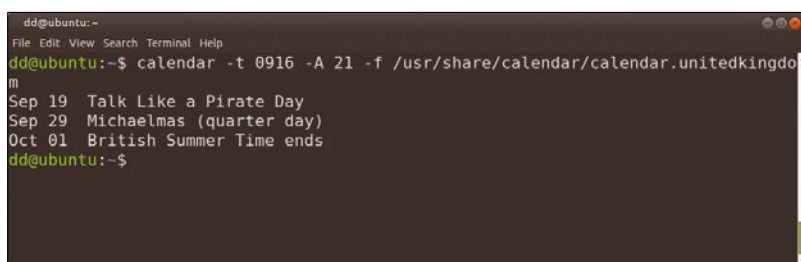 dd@ubuntu: ~
File Edit View Search Terminal Help
dd@ubuntu:~$ calendar -t 0916 -A 21 -f /usr/share/calendar/calendar.unitedkingdo
m
Sep 19  Talk Like a Pirate Day
Sep 29  Michaelmas (quarter day)
Oct 01  British Summer Time ends
dd@ubuntu:~$